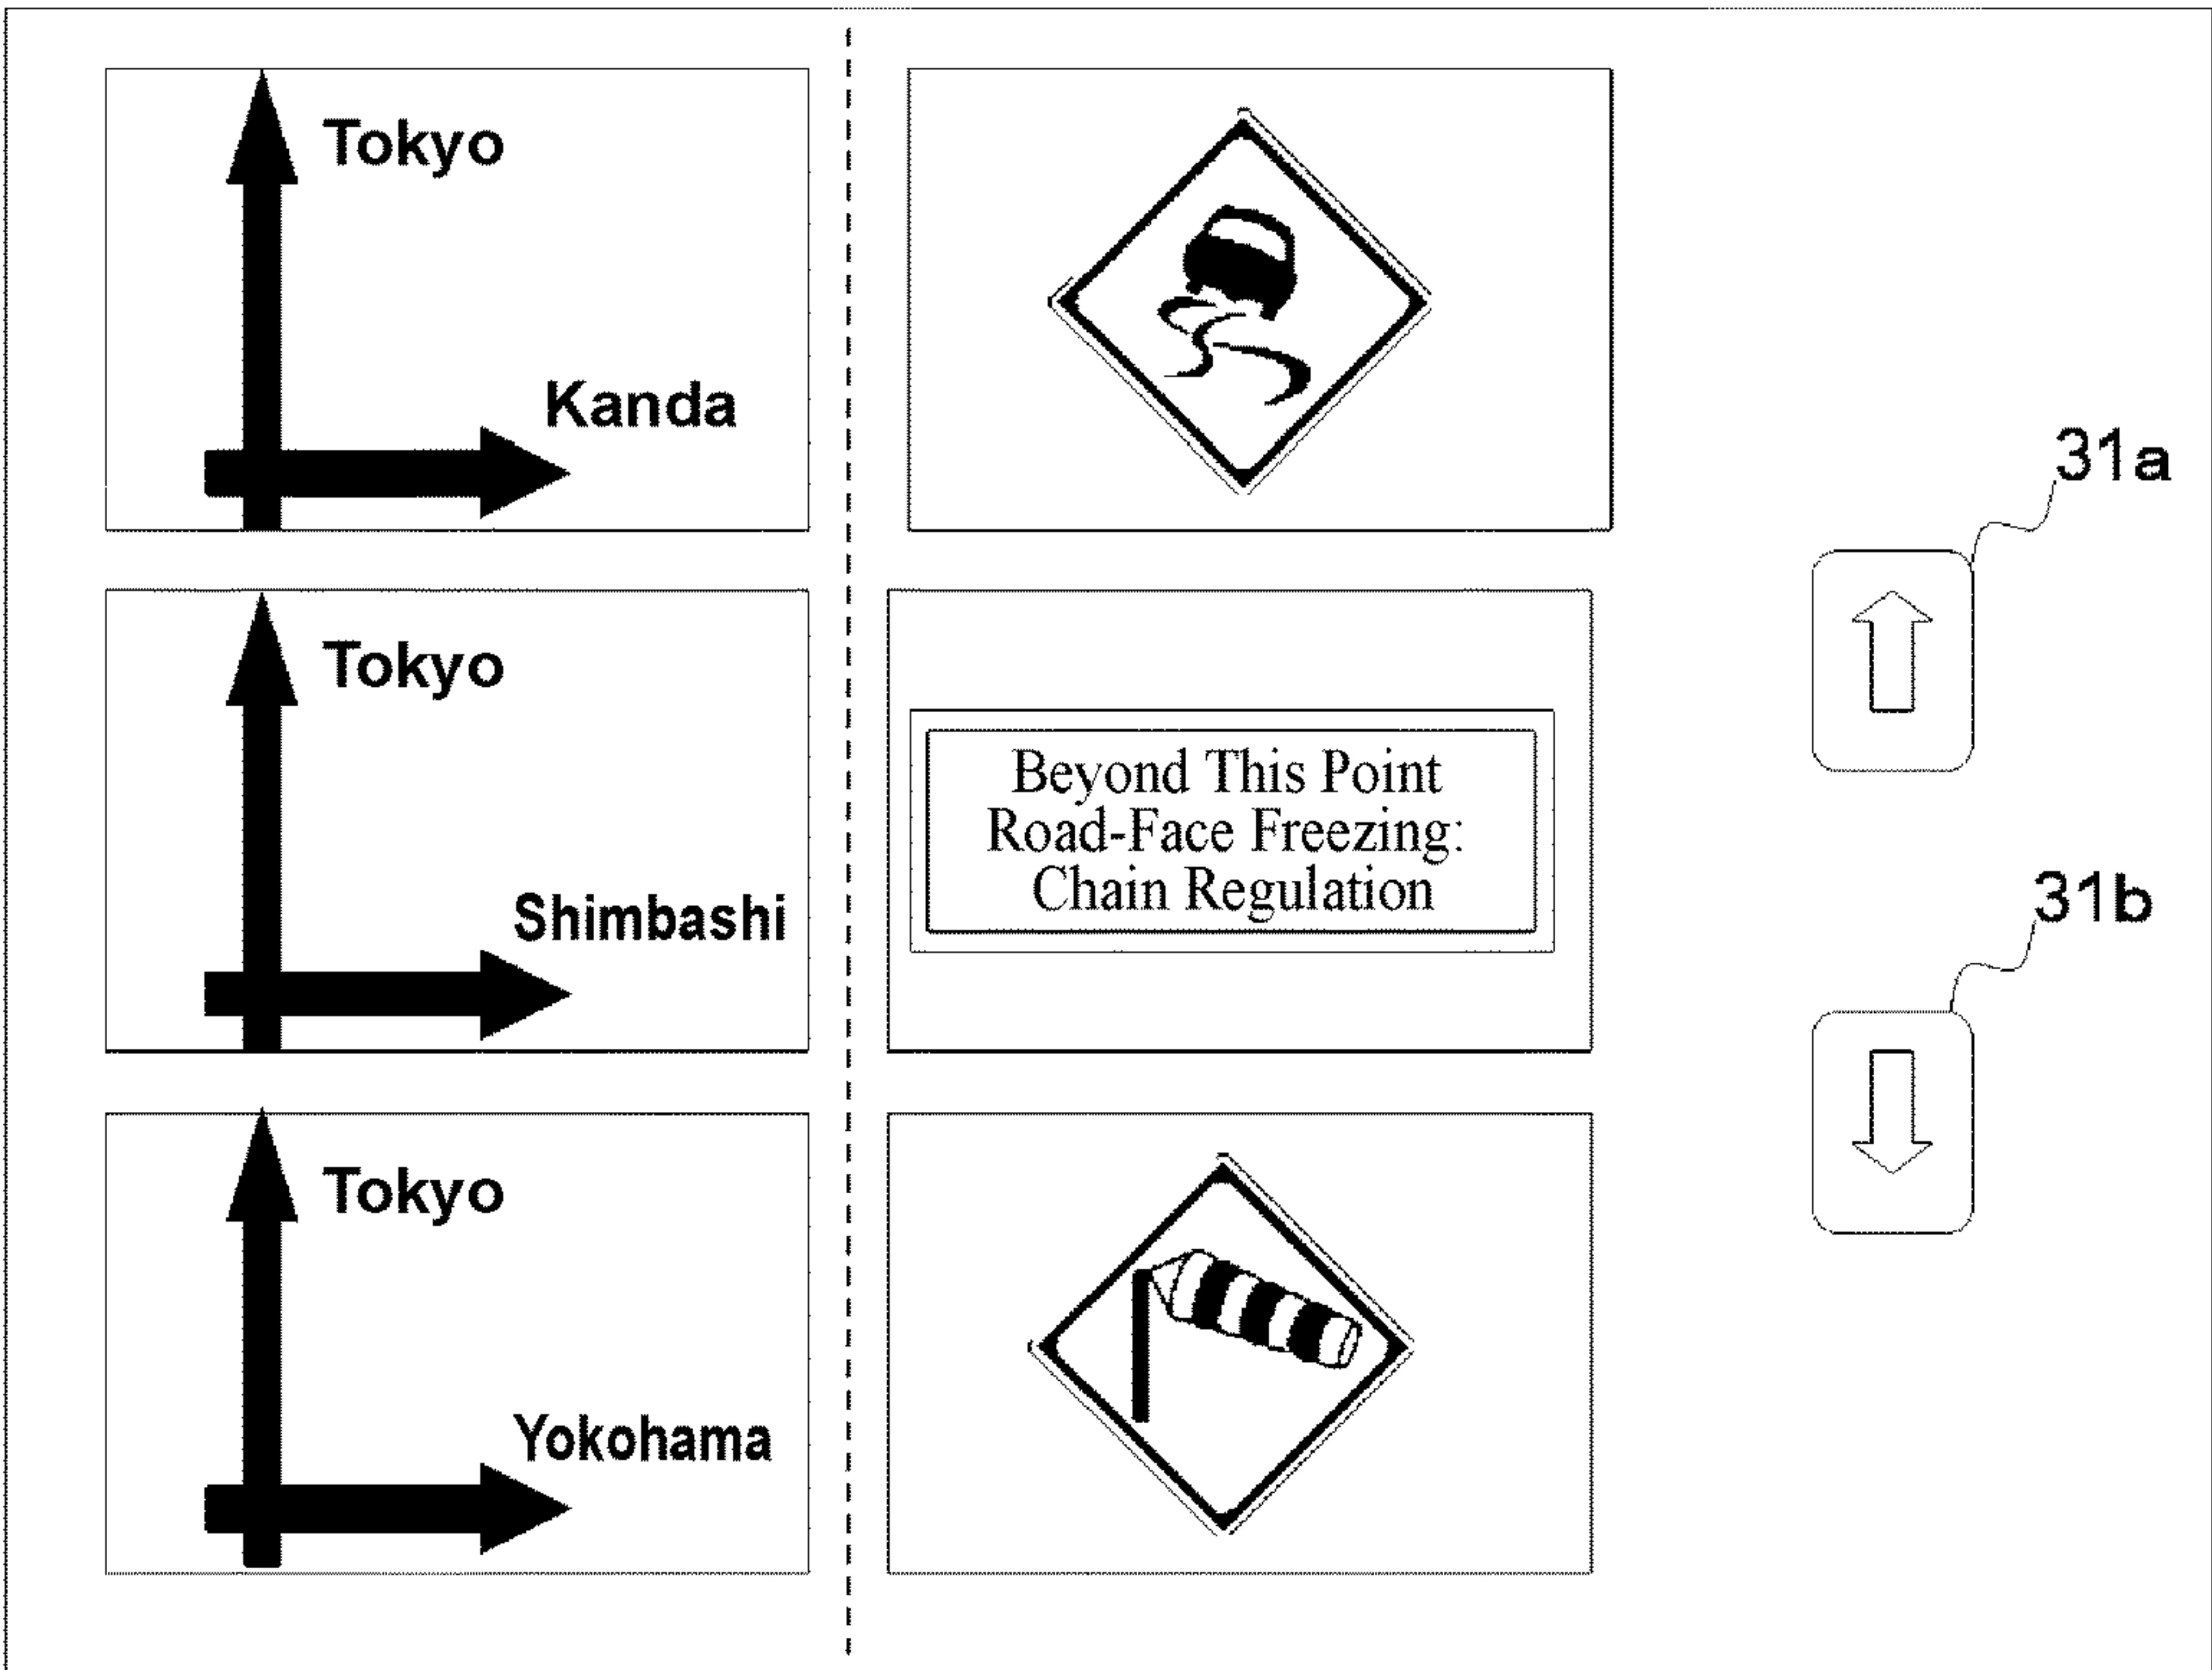 Tokyo
Kanda
31a
Tokyo
Beyond This Point
Road-Face Freezing:
Chain Regulation
Shimbashi
31b
Tokyo
Yokohama